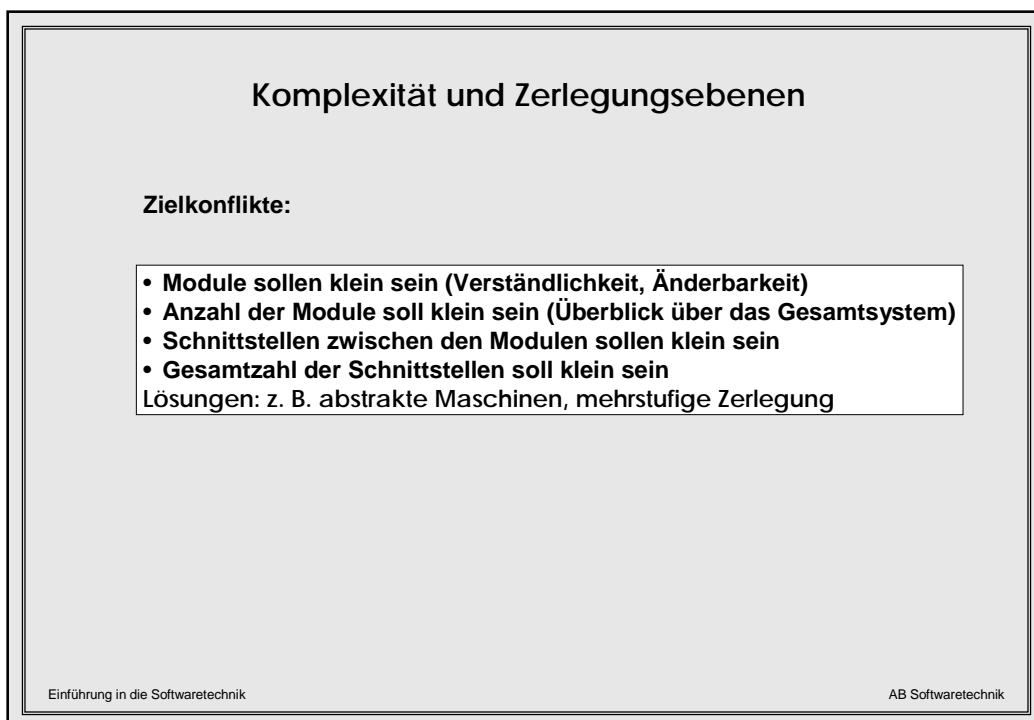 Komplexität und Zerlegungsebenen
Zielkonflikte:
• Module sollen klein sein (Verständlichkeit, Änderbarkeit)
• Anzahl der Module soll klein sein (Überblick über das Gesamtsystem)
• Schnittstellen zwischen den Modulen sollen klein sein
• Gesamtzahl der Schnittstellen soll klein sein
Lösungen: z. B. abstrakte Maschinen, mehrstufige Zerlegung
Einführung in die Softwaretechnik
AB Softwaretechnik